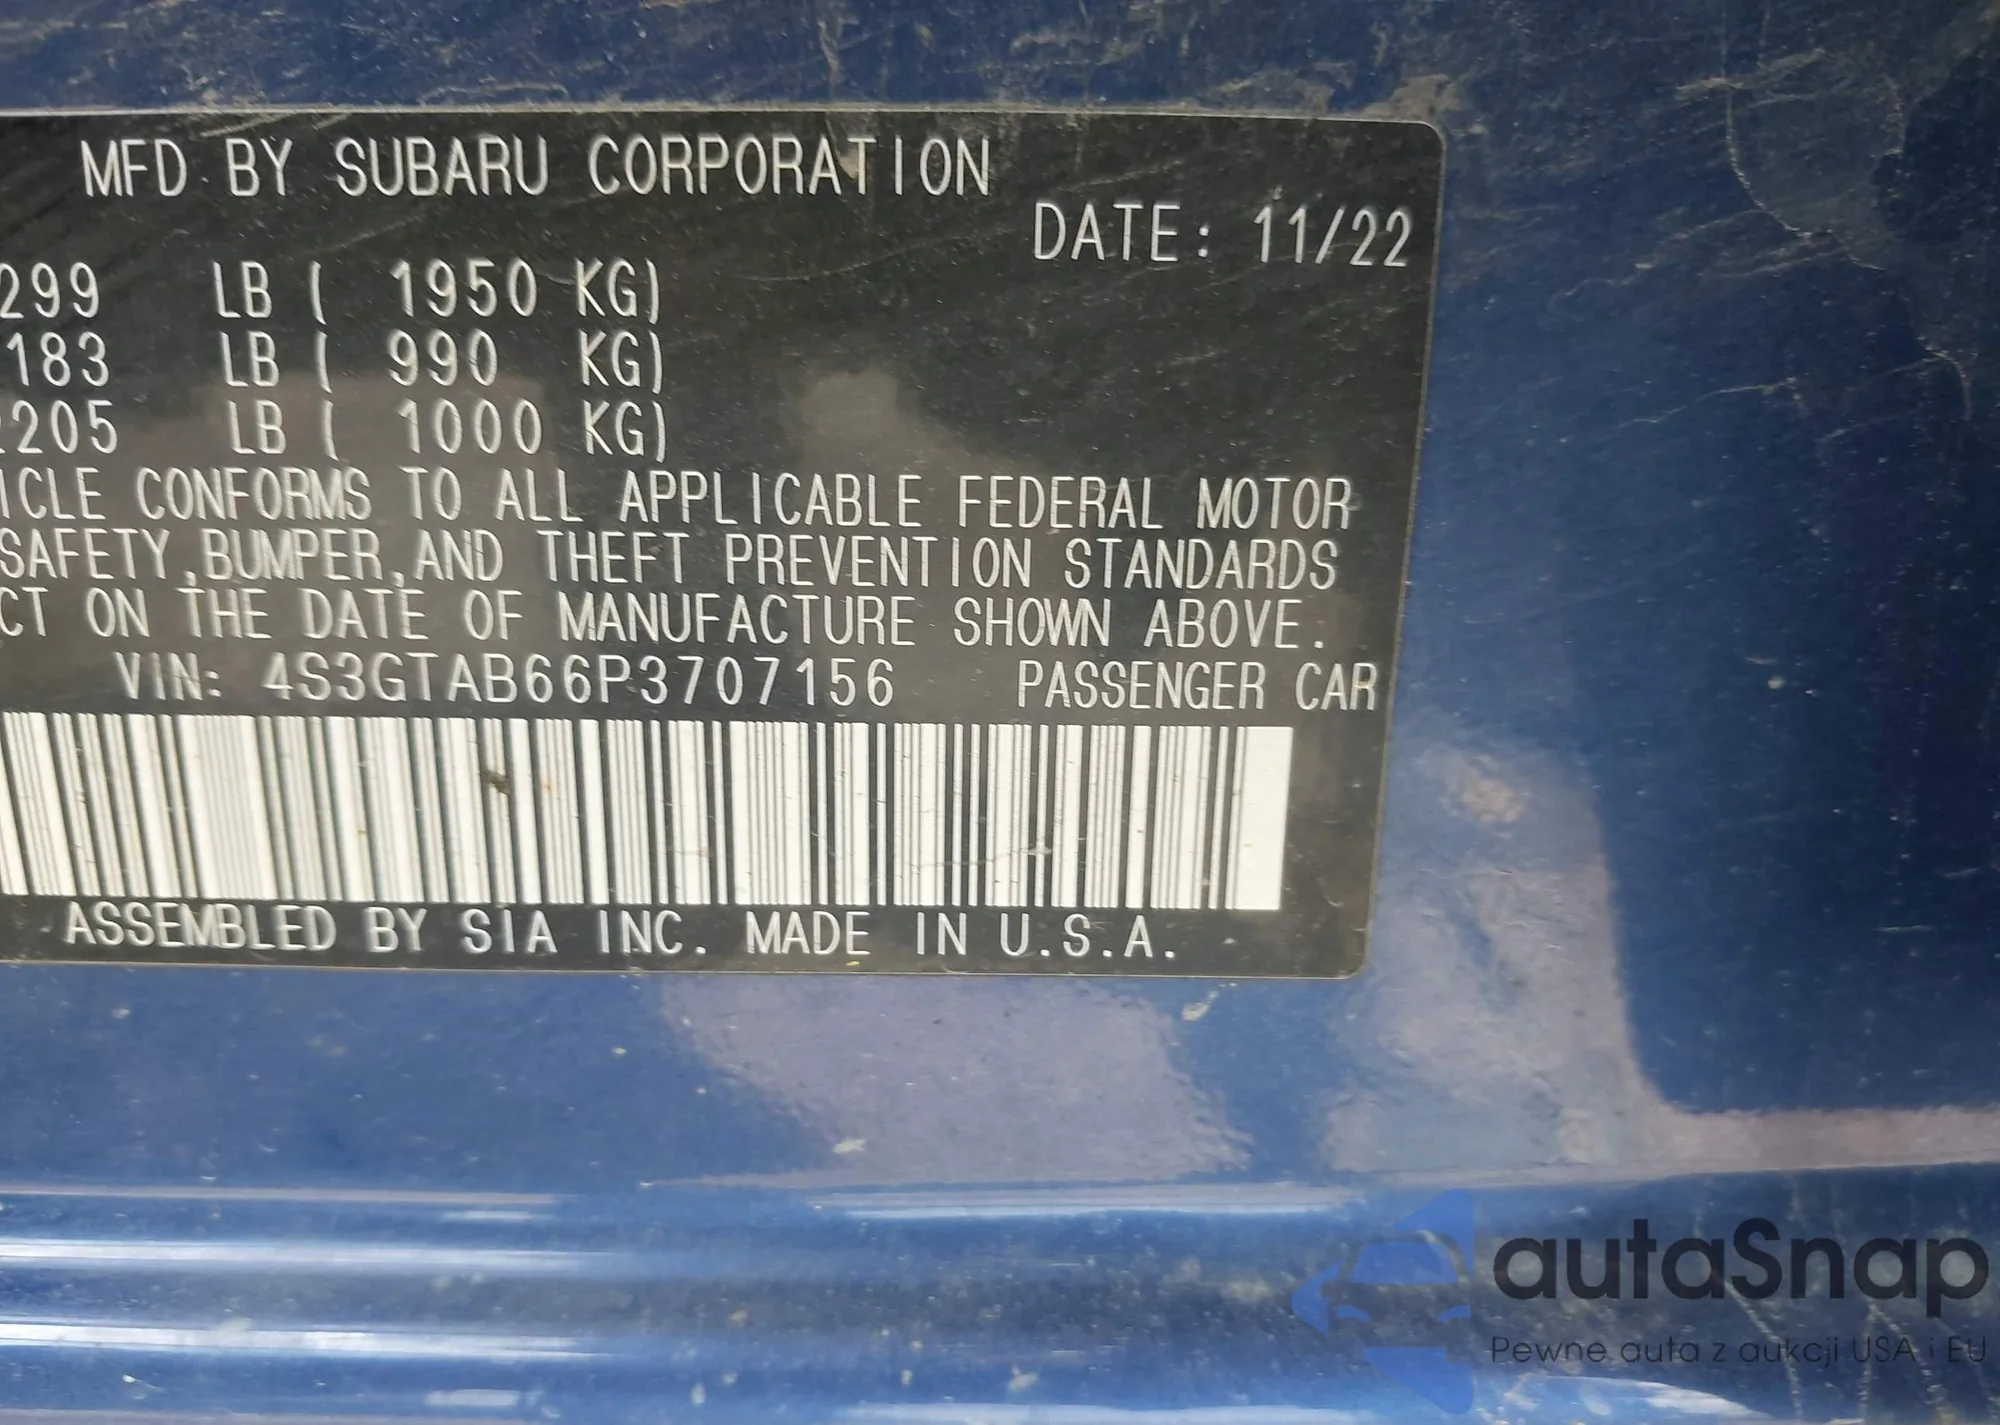 MFD BY SUBARU CORPORATION
DATE: 11/22
299 LB ( 1950 KG)
183 LB ( 990 KG)
2205 LB ( 1000 KG)
ICLE CONFORMS TO ALL APPLICABLE FEDERAL MOTOR
SAFETY,BUMPER,AND THEFT PREVENTION STANDARDS
CT ON THE DATE OF MANUFACTURE SHOWN ABOVE.
VIN: 4S3GTAB66P3707156 PASSENGER CAR
ASSEMBLED BY SIA INC. MADE IN U.S.A.
autaSnap
Pewne auta z aukcji USA i EU